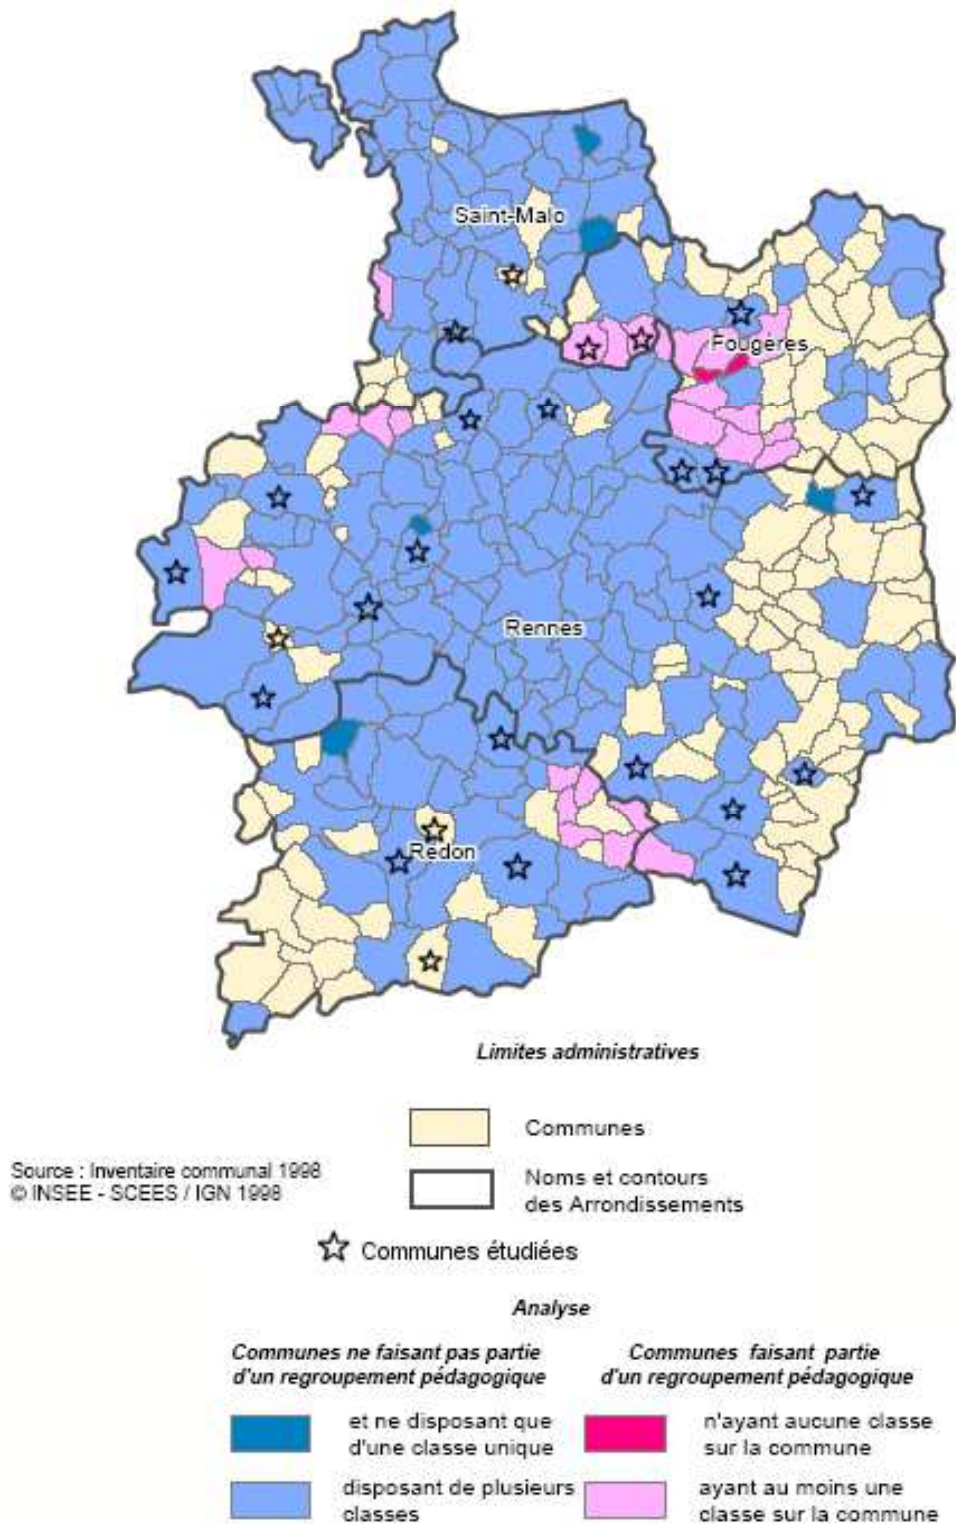 Saint-Malo
Fougères
Rennes
Redon
Limites administratives
Communes
Source : Inventaire communal 1998
© INSEE - SCEES / IGN 1998
Noms et contours
des Arrondissements
Communes étudiées
Analyse
Communes ne faisant pas partie
d'un regroupement pédagogique
Communes faisant partie
d'un regroupement pédagogique
et ne disposant que
d'une classe unique
n'ayant aucune classe
sur la commune
disposant de plusieurs
classes
ayant au moins une
classe sur la commune